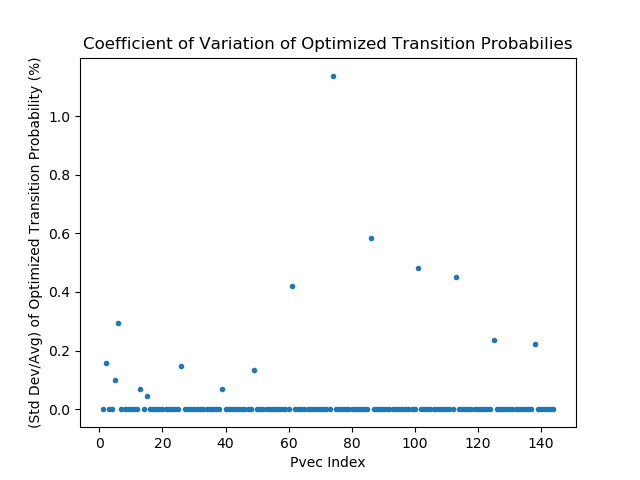 Coefficient of Variation of Optimized Transition Probabilies
(Std Dev/Avg) of Optimized Transition Probability (%)
1.0
0.8
0.6
0.4
0.2
0.0
0 20 40 60 80 100 120 140
Pvec Index